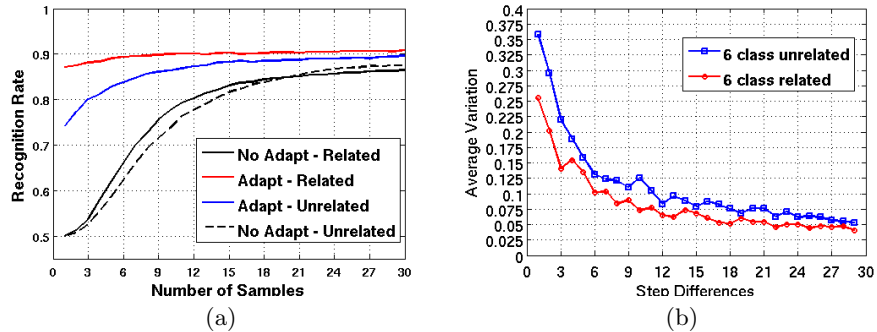 1
0.9
0.8
0.7
0.6
0.5
Recognition Rate
No Adapt - Related
Adapt - Related
Adapt - Unrelated
No Adapt - Unrelated
0 3 6 9 12 15 18 21 24 27 30
Number of Samples
(a)
0.4
0.375
0.35
0.325
0.3
0.275
0.25
0.225
0.2
0.175
0.15
0.125
0.1
0.075
0.05
0.025
0
Average Variation
6 class unrelated
6 class related
0 3 6 9 12 15 18 21 24 27 30
Step Differences
(b)